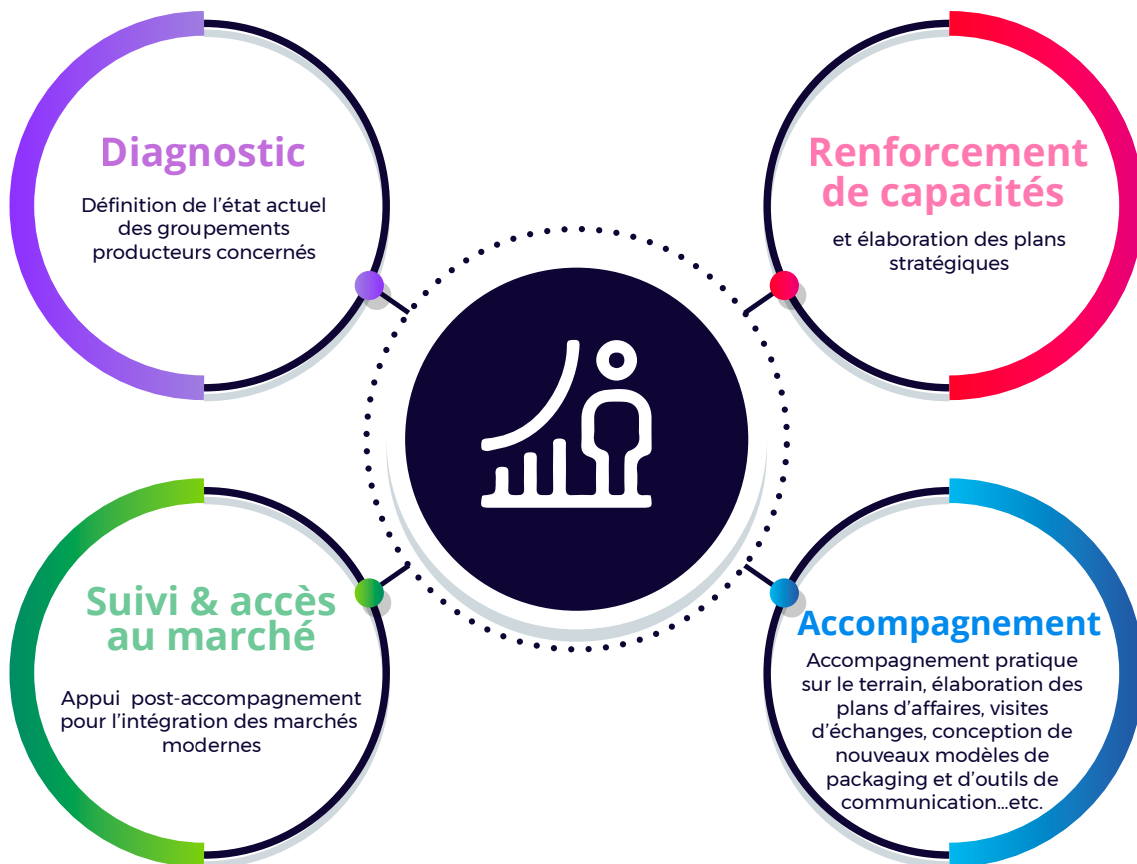 Diagnostic
Définition de l'état actuel
des groupements
producteurs concernés
Renforcement
de capacités
et élaboration des plans
stratégiques
Suivi & accès
au marché
Appui  post-accompagnement
pour l'intégration des marchés
modernes
Accompagnement
Accompagnement pratique
sur le terrain, élaboration des
plans d'affaires, visites
d'échanges, conception de
nouveaux modèles de
packaging et d'outils de
communication...etc.